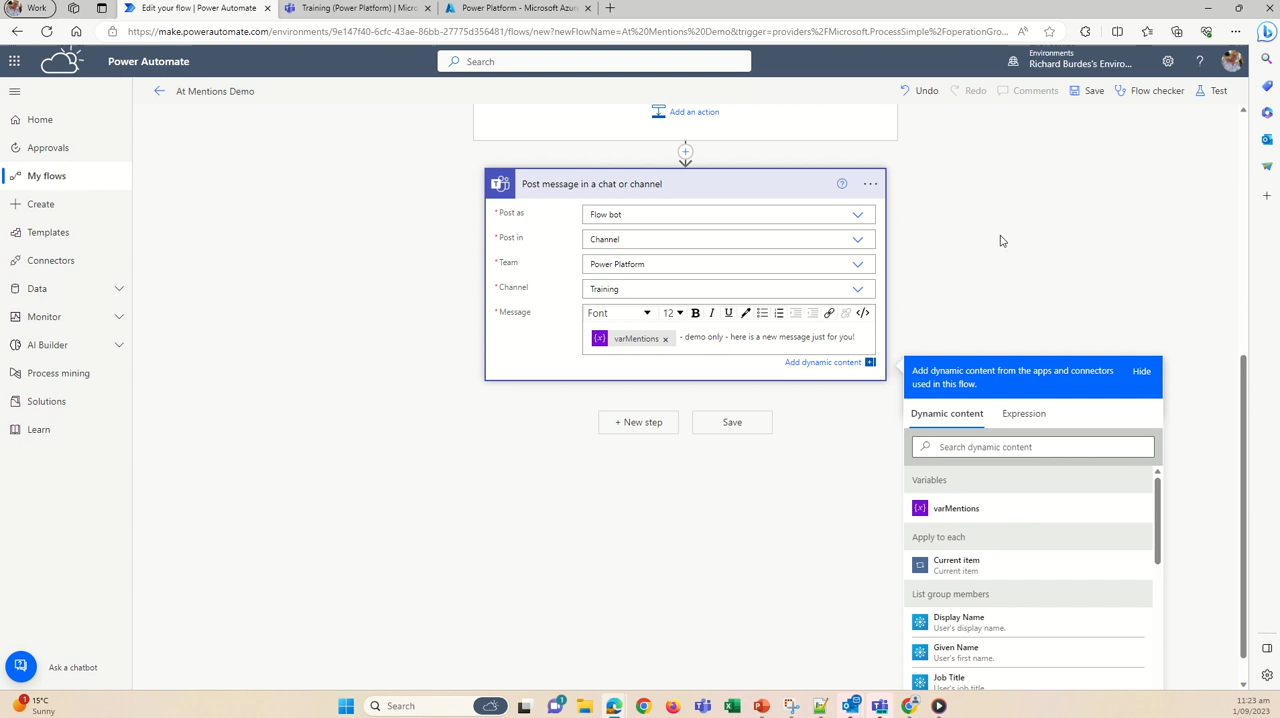 Work
Edit your flow | Power Automate
Training (Power Platform) | Micro
Power Platform - Microsoft Azure
https://make.powerautomate.com/environments/9e147f40-6cfc-43ae-86bb-27775d356481/flows/new?newFlowName=At%20Mentions%20Demo&trigger=providers%2FMicrosoft.ProcessSimple%2FoperationGro...
Power Automate
Search
Environments
Richard Burdes's Enviro...
At Mentions Demo
Undo
Redo
Comments
Save
Flow checker
Test
Home
Approvals
My flows
Create
Templates
Connectors
Data
Monitor
AI Builder
Process mining
Solutions
Learn
Ask a chatbot
Add an action
Post message in a chat or channel
* Post as
Flow bot
* Post in
Channel
* Team
Power Platform
* Channel
Training
* Message
Font 12 B I U </>
{x} varMentions × - demo only - here is a new message just for you!
Add dynamic content
+ New step
Save
Add dynamic content from the apps and connectors
used in this flow.
Hide
Dynamic content
Expression
Search dynamic content
Variables
{x} varMentions
Apply to each
Current item
Current item
List group members
Display Name
User's display name.
Given Name
User's first name.
Job Title
User's job title.
1
15°C
Sunny
Search
1
11:23 am
1/09/2023